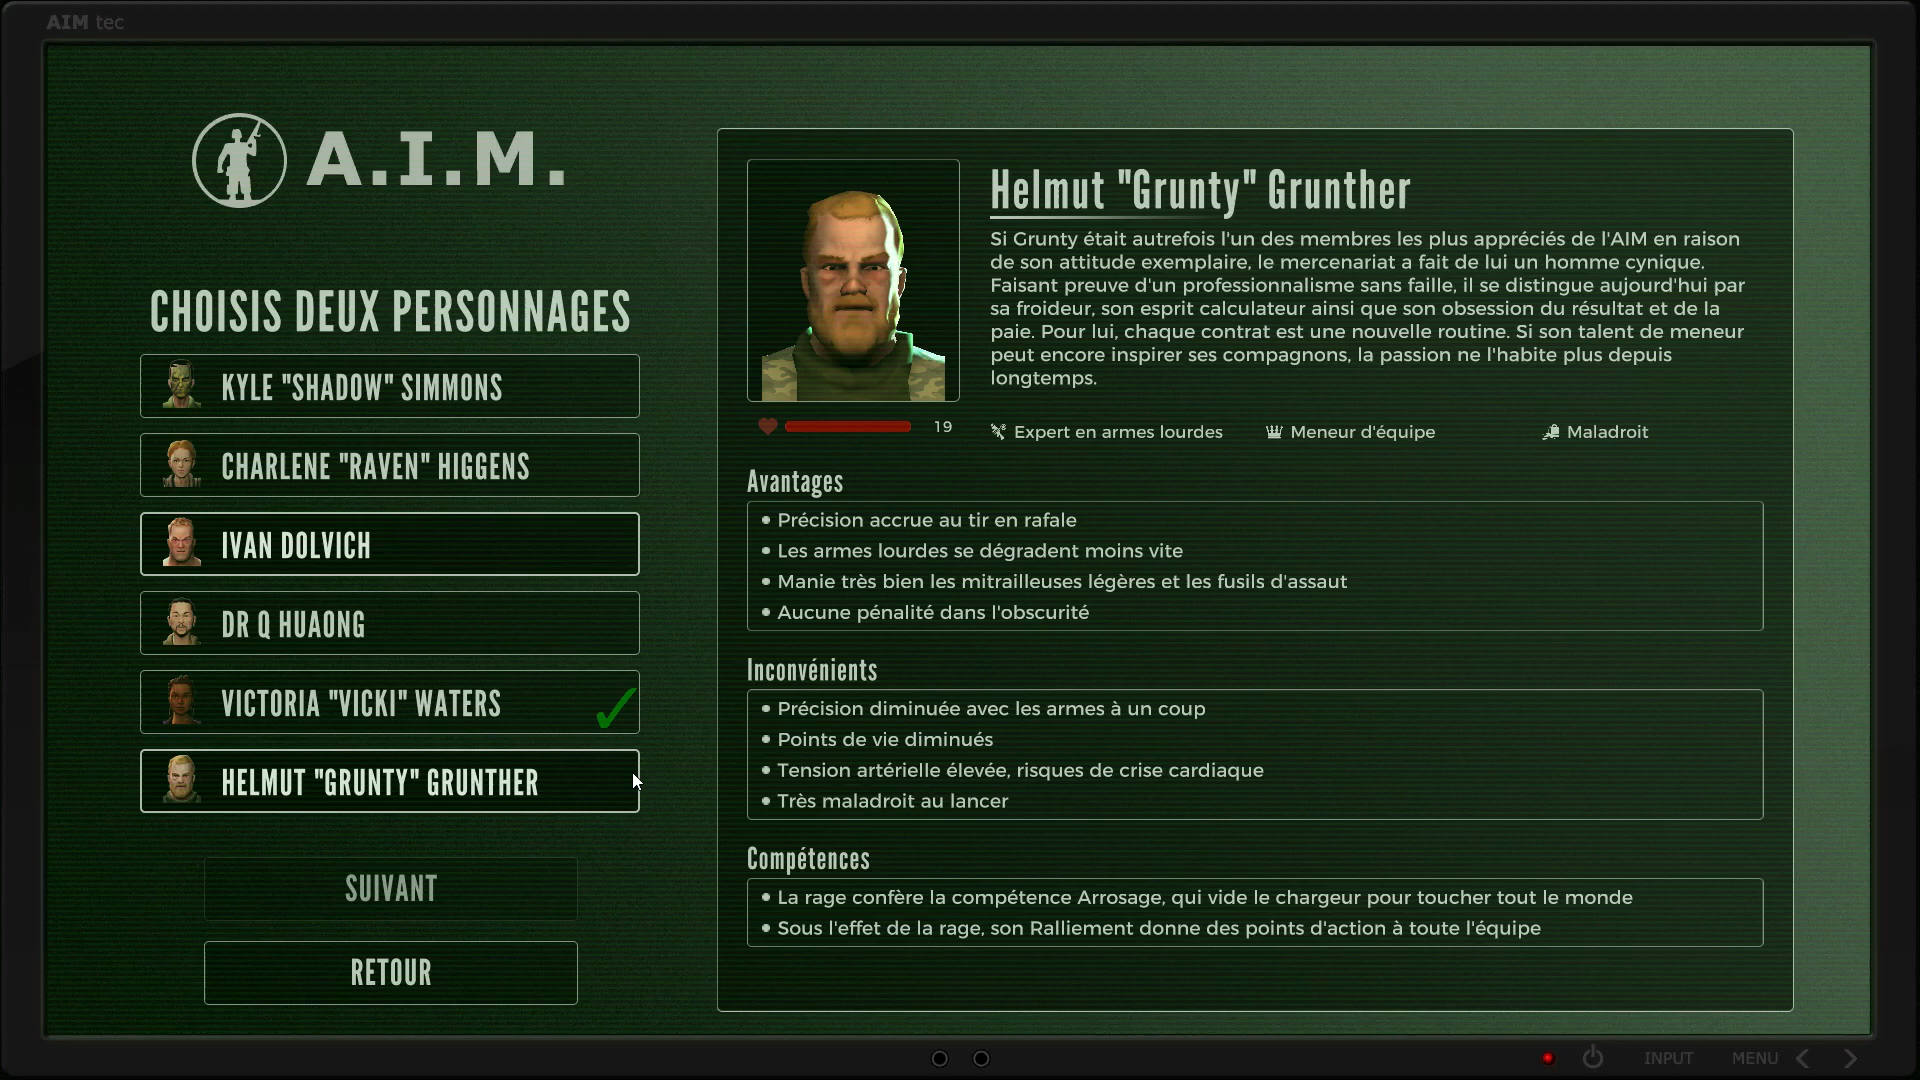 AIM tec
A.I.M.
CHOISIS DEUX PERSONNAGES
KYLE "SHADOW" SIMMONS
CHARLENE "RAVEN" HIGGENS
IVAN DOLVICH
DR Q HUAONG
VICTORIA "VICKI" WATERS
HELMUT "GRUNTY" GRUNTHER
SUIVANT
RETOUR
Helmut "Grunty" Grunther
Si Grunty était autrefois l'un des membres les plus appréciés de l'AIM en raison
de son attitude exemplaire, le mercenariat a fait de lui un homme cynique.
Faisant preuve d'un professionnalisme sans faille, il se distingue aujourd'hui par
sa froideur, son esprit calculateur ainsi que son obsession du résultat et de la
paie. Pour lui, chaque contrat est une nouvelle routine. Si son talent de meneur
peut encore inspirer ses compagnons, la passion ne l'habite plus depuis
longtemps.
19
Expert en armes lourdes
Meneur d'équipe
Maladroit
Avantages
• Précision accrue au tir en rafale
• Les armes lourdes se dégradent moins vite
• Manie très bien les mitrailleuses légères et les fusils d'assaut
• Aucune pénalité dans l'obscurité
Inconvénients
• Précision diminuée avec les armes à un coup
• Points de vie diminués
• Tension artérielle élevée, risques de crise cardiaque
• Très maladroit au lancer
Compétences
• La rage confère la compétence Arrosage, qui vide le chargeur pour toucher tout le monde
• Sous l'effet de la rage, son Ralliement donne des points d'action à toute l'équipe
INPUT
MENU